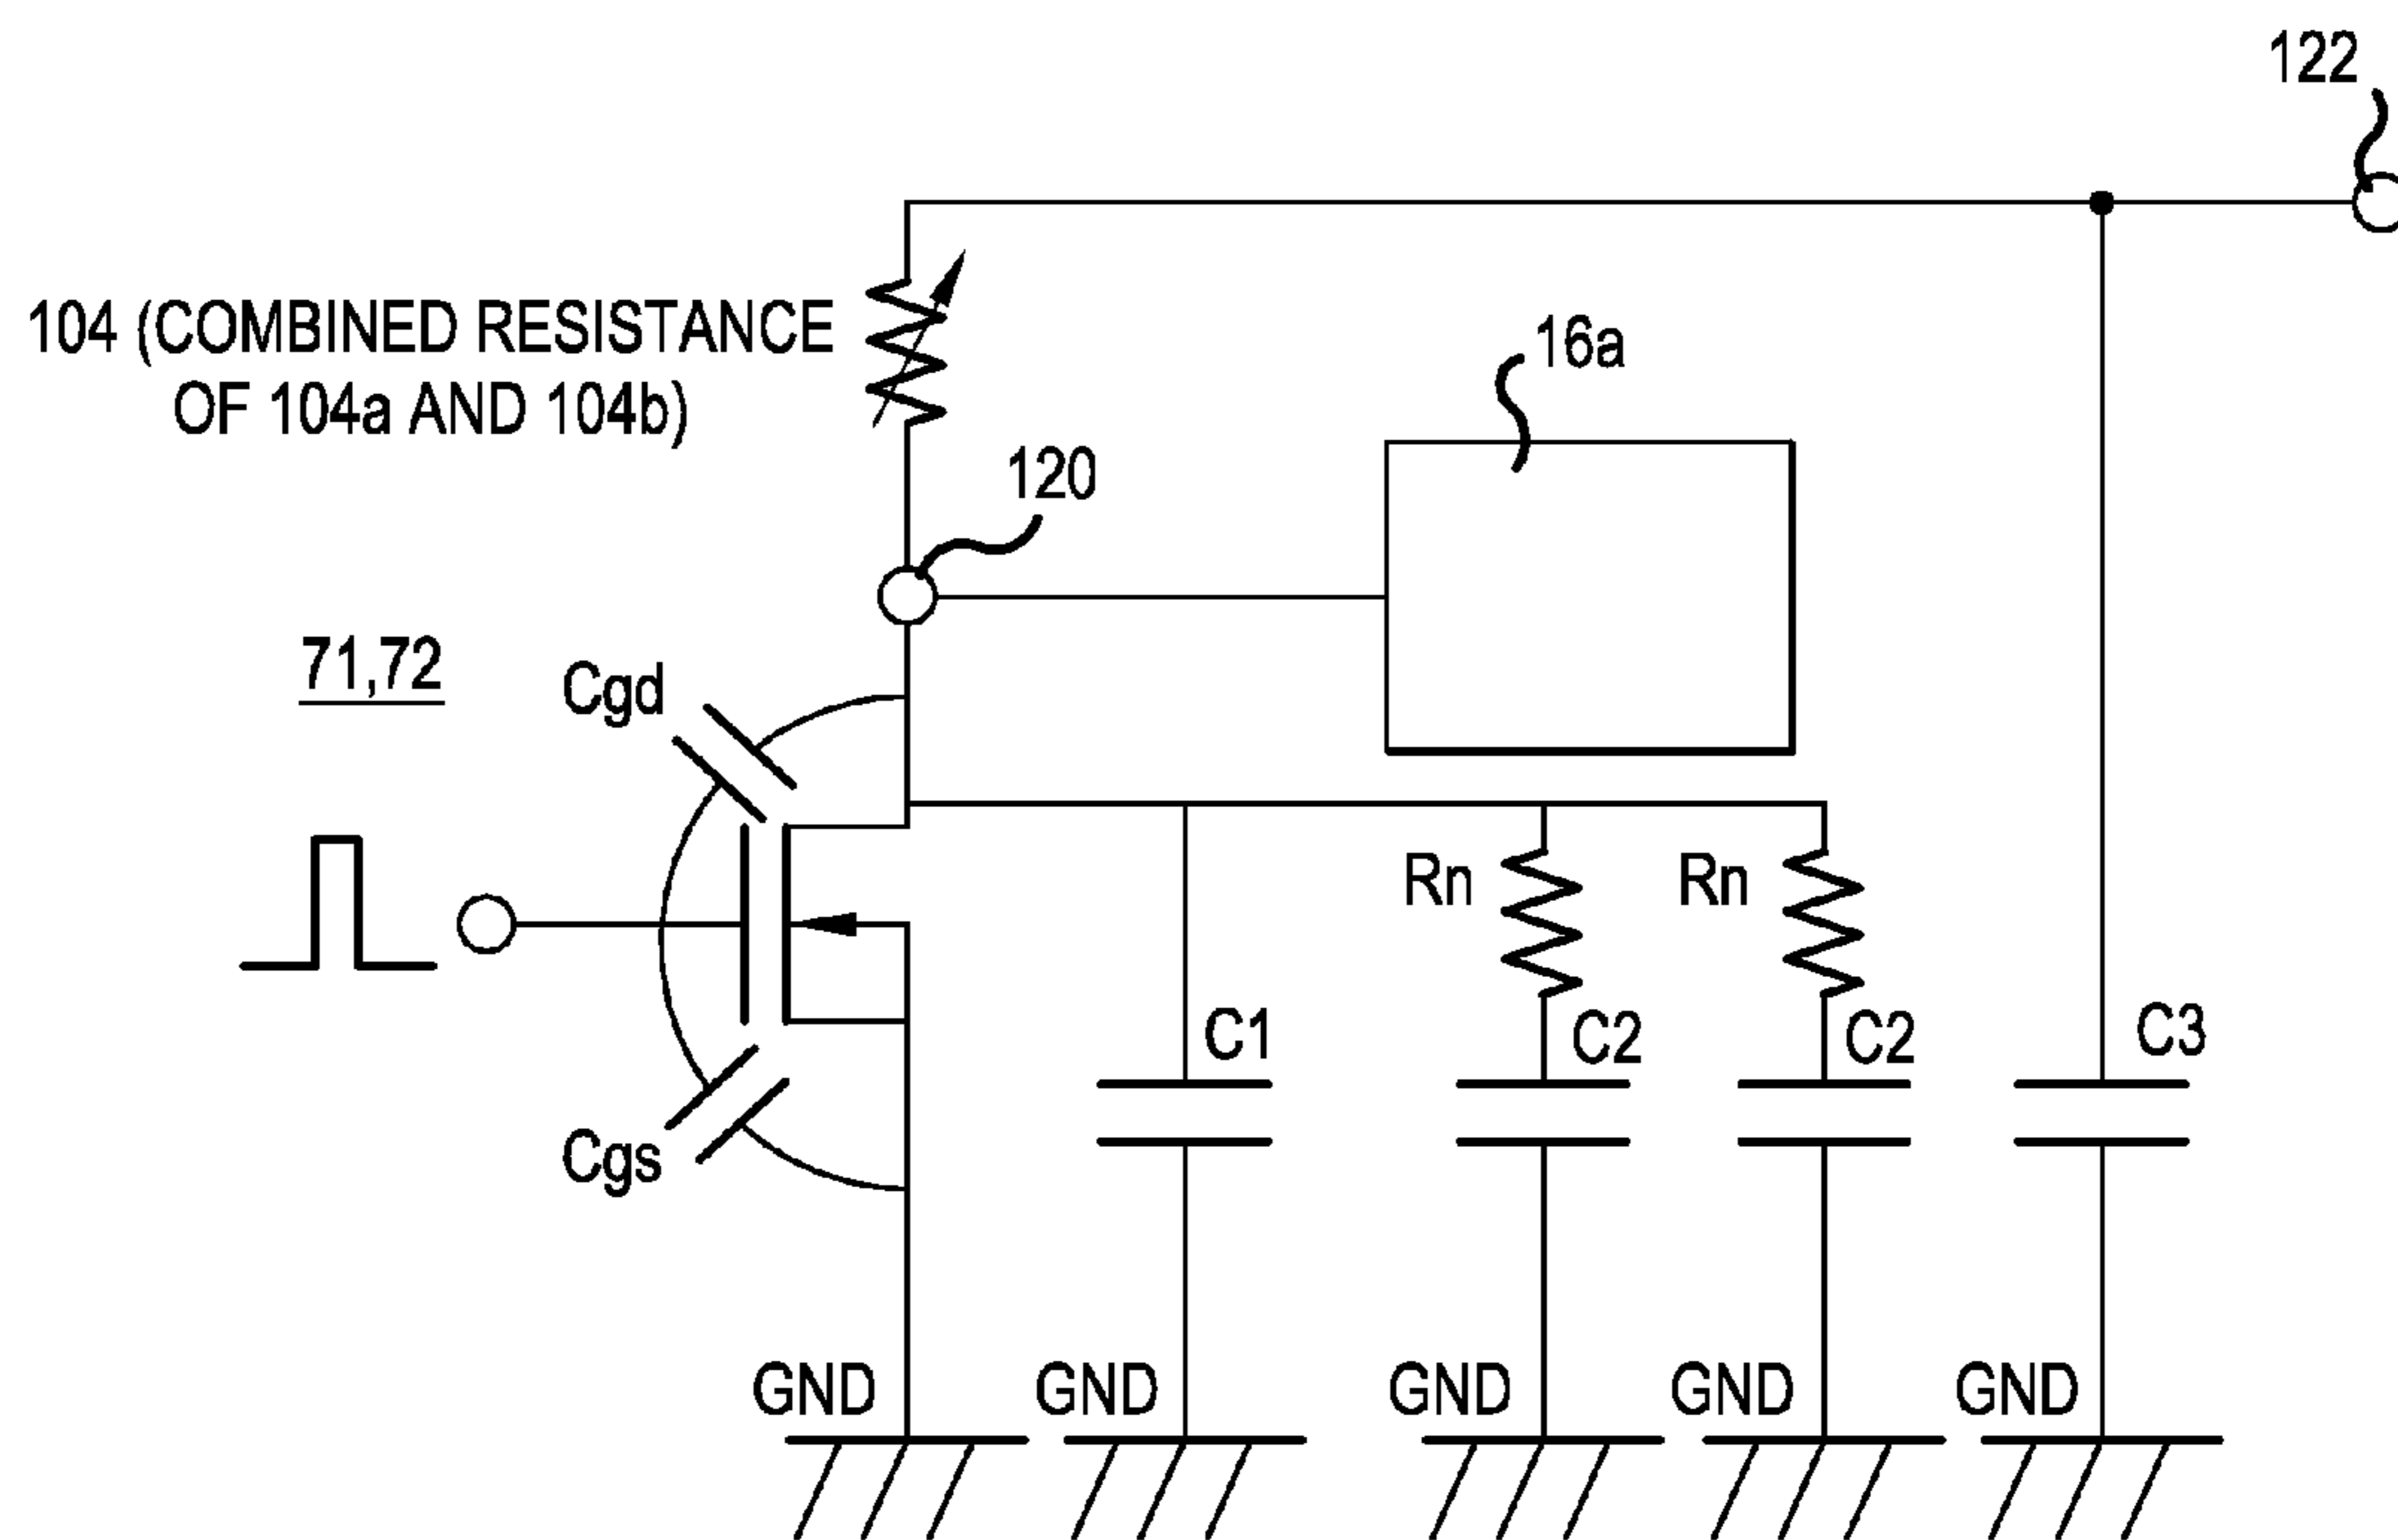 122
104 (COMBINED RESISTANCE
OF 104a AND 104b)
16a
120
71,72
Cgd
Rn
Rn
C1
C2
C2
C3
Cgs
GND
GND
GND
GND
GND